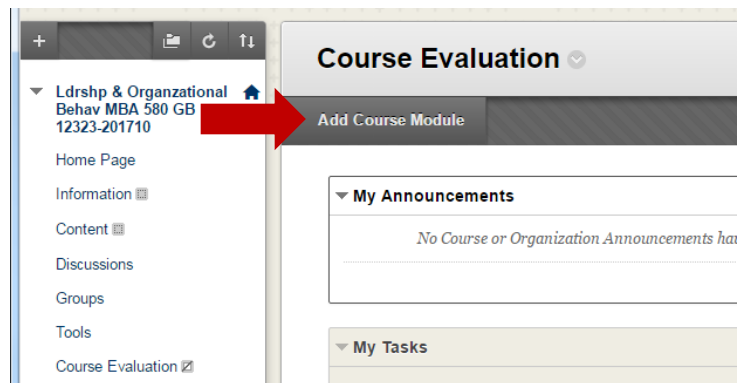 Ldrshp & Organzational
Behav MBA 580 GB
12323-201710
Home Page
Information
Content
Discussions
Groups
Tools
Course Evaluation
Course Evaluation
Add Course Module
My Announcements
No Course or Organization Announcements
My Tasks